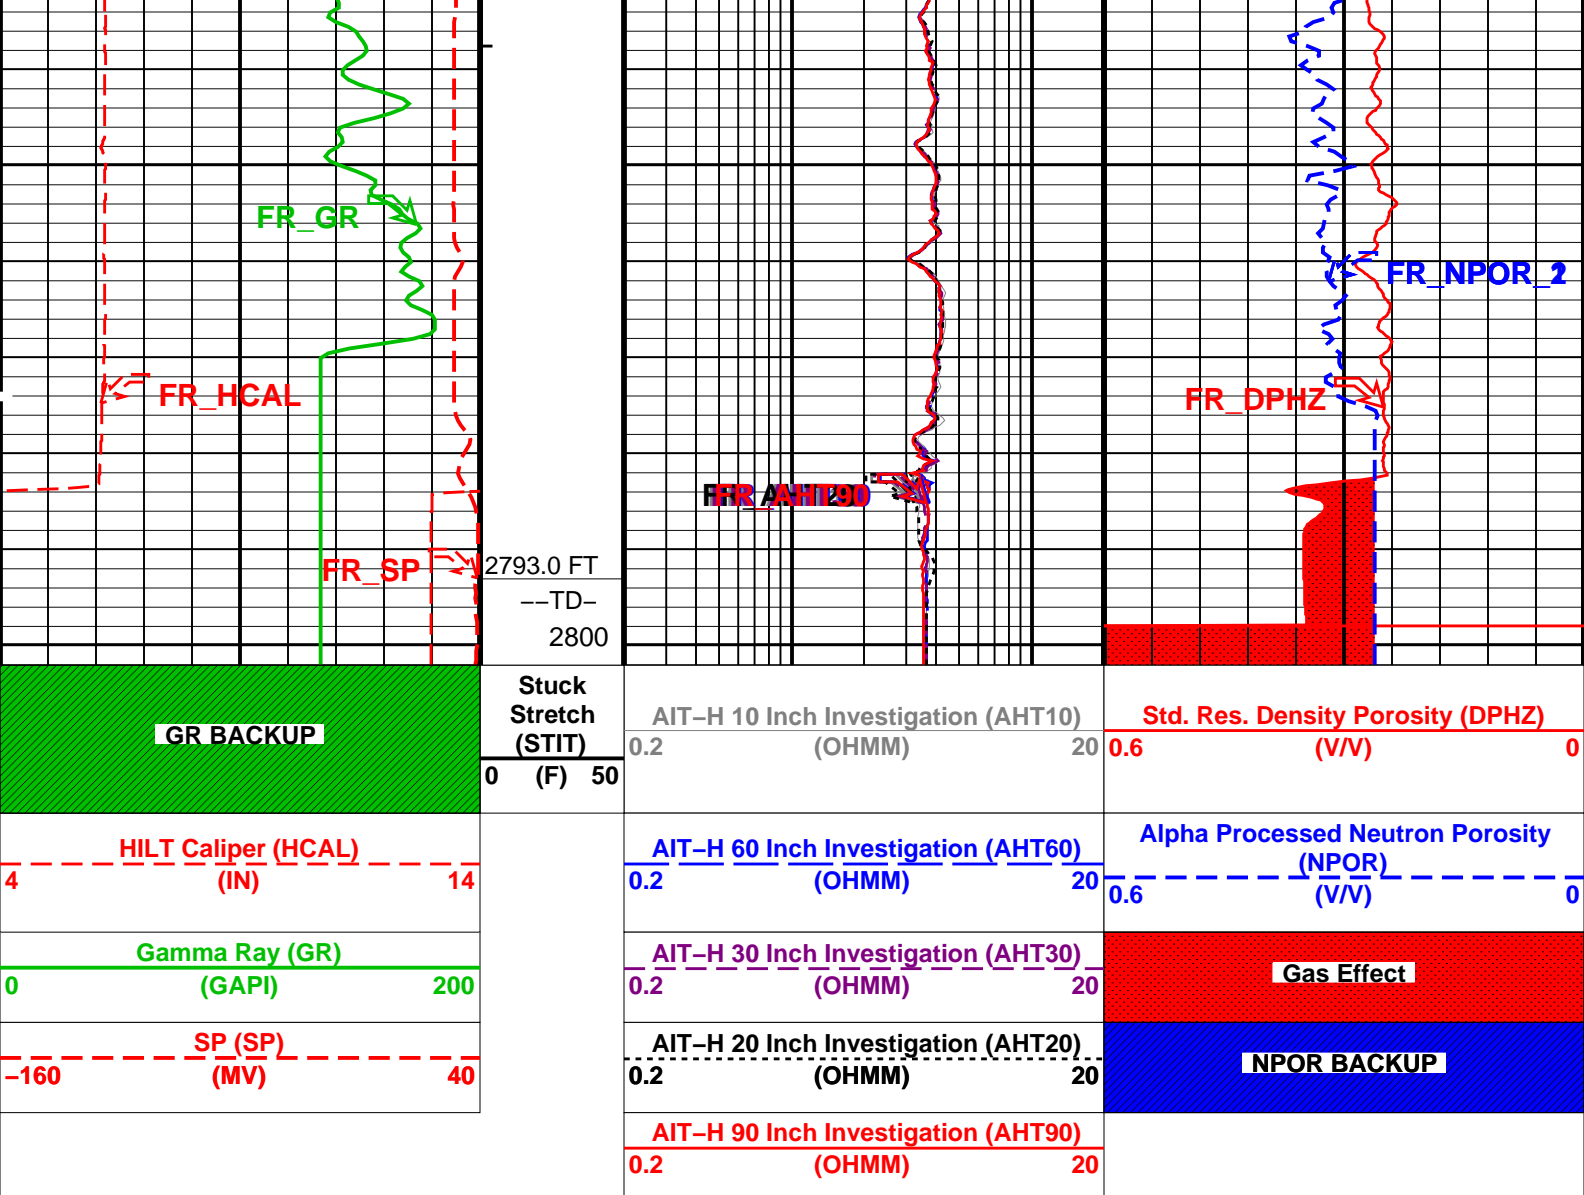 FR_GR
FR_NPOR_
FR_HCAL
FR_DPHZ
FR_AHT90
FR_SP
2793.0 FT
--TD-
2800
GR BACKUP
Stuck
Stretch
(STIT)
0 (F) 50
AIT-H 10 Inch Investigation (AHT10)
0.2 (OHMM) 20
Std. Res. Density Porosity (DPHZ)
0.6 (V/V) 0
HILT Caliper (HCAL)
4 (IN) 14
AIT-H 60 Inch Investigation (AHT60)
0.2 (OHMM) 20
Alpha Processed Neutron Porosity
(NPOR)
0.6 (V/V) 0
Gamma Ray (GR)
0 (GAPI) 200
AIT-H 30 Inch Investigation (AHT30)
0.2 (OHMM) 20
Gas Effect
SP (SP)
-160 (MV) 40
AIT-H 20 Inch Investigation (AHT20)
0.2 (OHMM) 20
NPOR BACKUP
AIT-H 90 Inch Investigation (AHT90)
0.2 (OHMM) 20